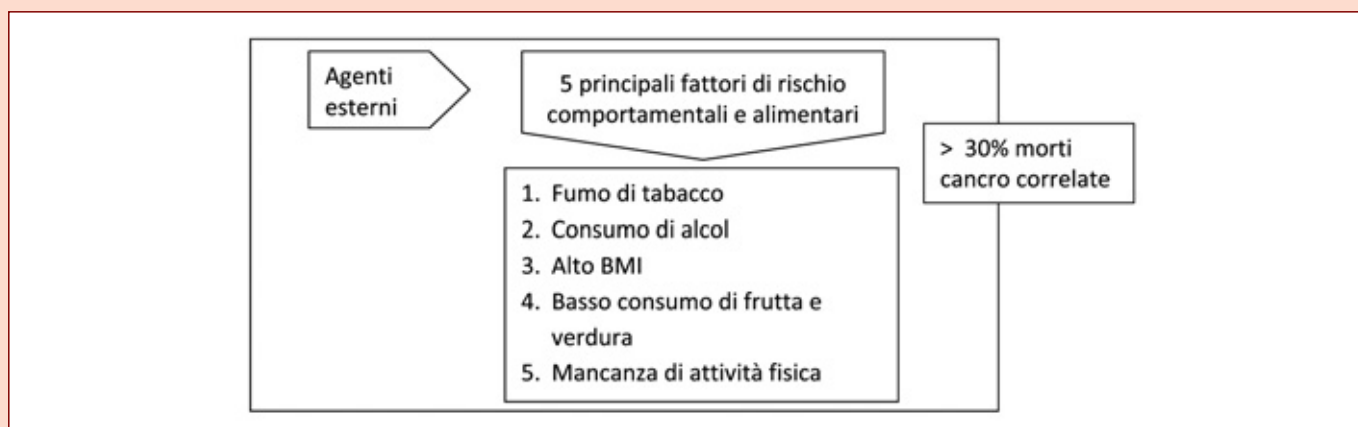 Agenti
esterni
5 principali fattori di rischio
comportamentali e alimentari
> 30% morti
cancro correlate
1. Fumo di tabacco
2. Consumo di alcol
3. Alto BMI
4. Basso consumo di frutta e
verdura
5. Mancanza di attività fisica